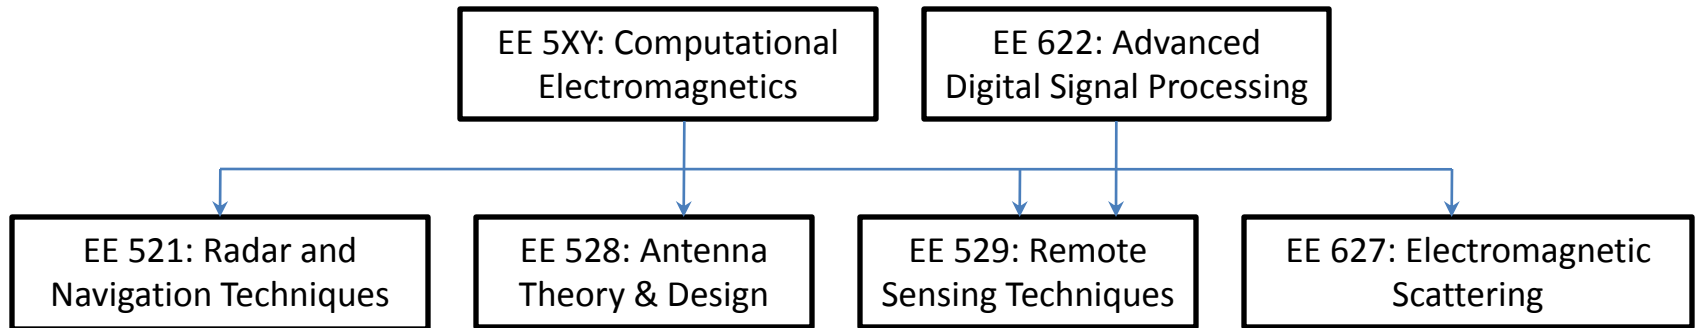 EE 5XY: Computational
Electromagnetics
EE 622: Advanced
Digital Signal Processing
EE 521: Radar and
Navigation Techniques
EE 528: Antenna
Theory & Design
EE 529: Remote
Sensing Techniques
EE 627: Electromagnetic
Scattering